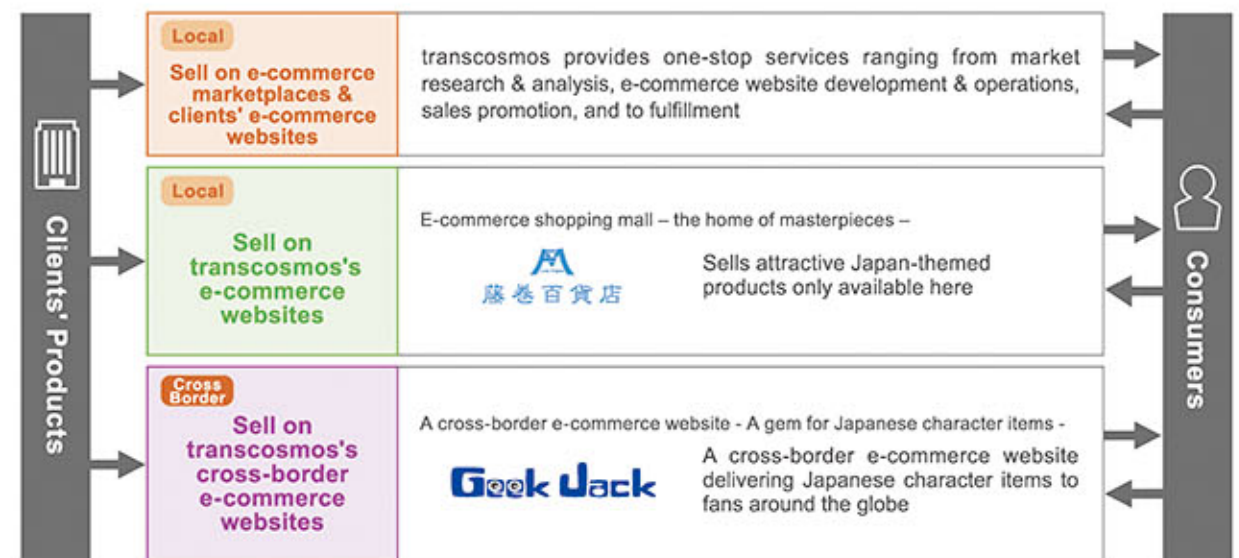 Clients' Products
Local
Sell on e-commerce
marketplaces &
clients' e-commerce
websites
transcosmos provides one-stop services ranging from market
research & analysis, e-commerce website development & operations,
sales promotion, and to fulfillment
Local
Sell on
transcosmos's
e-commerce
websites
E-commerce shopping mall – the home of masterpieces –
藤巻百貨店
Sells attractive Japan-themed
products only available here
Cross
Border
Sell on
transcosmos's
cross-border
e-commerce
websites
A cross-border e-commerce website - A gem for Japanese character items -
Geek Jack
A cross-border e-commerce website
delivering Japanese character items to
fans around the globe
Consumers